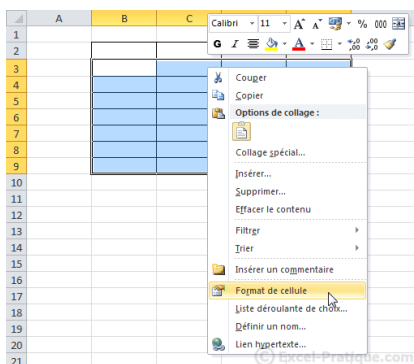 Calibri 11 A A % 000
G I A ,00 ,00
A B C
1
2
3
4
5
6
7
8
9
10
11
12
13
14
15
16
17
18
19
20
21
Couper
Copier
Options de collage :
Collage spécial...
Insérer...
Supprimer...
Effacer le contenu
Filtrer
Trier
Insérer un commentaire
Format de cellule
Liste déroulante de choix...
Définir un nom...
Lien hypertexte...
© Excel-Pratique.com